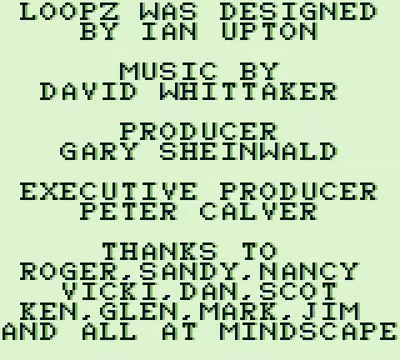 LOOPZ WAS DESIGNED
BY IAN UPTON
MUSIC BY
DAVID WHITTAKER
PRODUCER
GARY SHEINWALD
EXECUTIVE PRODUCER
PETER CALVER
THANKS TO
ROGER,SANDY,NANCY
VICKI,DAN,SCOT
KEN,GLEN,MARK,JIM
AND ALL AT MINDSCAPE